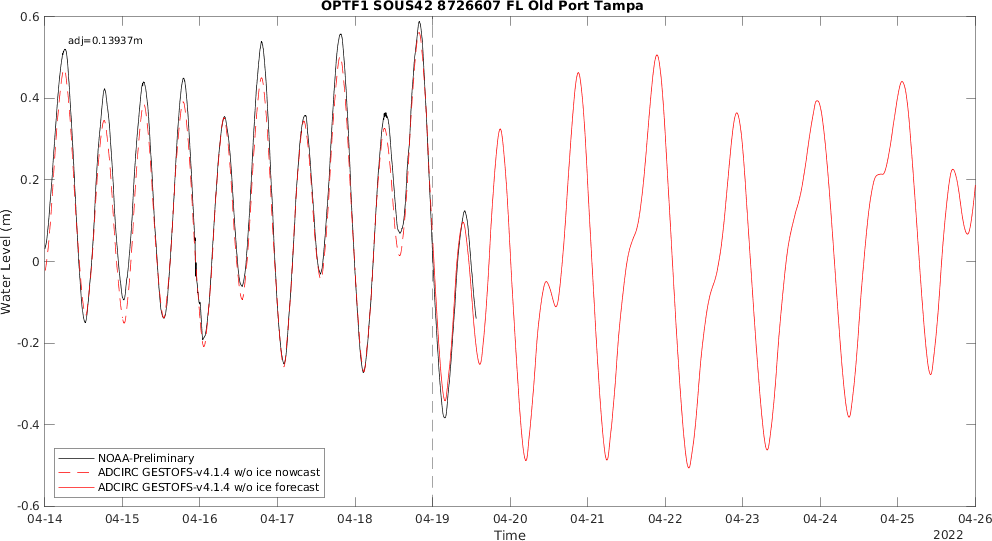 OPTF1 SOUS42 8726607 FL Old Port Tampa
adj=0.13937m
0.6
0.4
0.2
0
-0.2
-0.4
-0.6
Water Level (m)
NOAA-Preliminary
ADCIRC GESTOFS-v4.1.4 w/o ice nowcast
ADCIRC GESTOFS-v4.1.4 w/o ice forecast
04-14 04-15 04-16 04-17 04-18 04-19 04-20 04-21 04-22 04-23 04-24 04-25 04-26
Time
2022